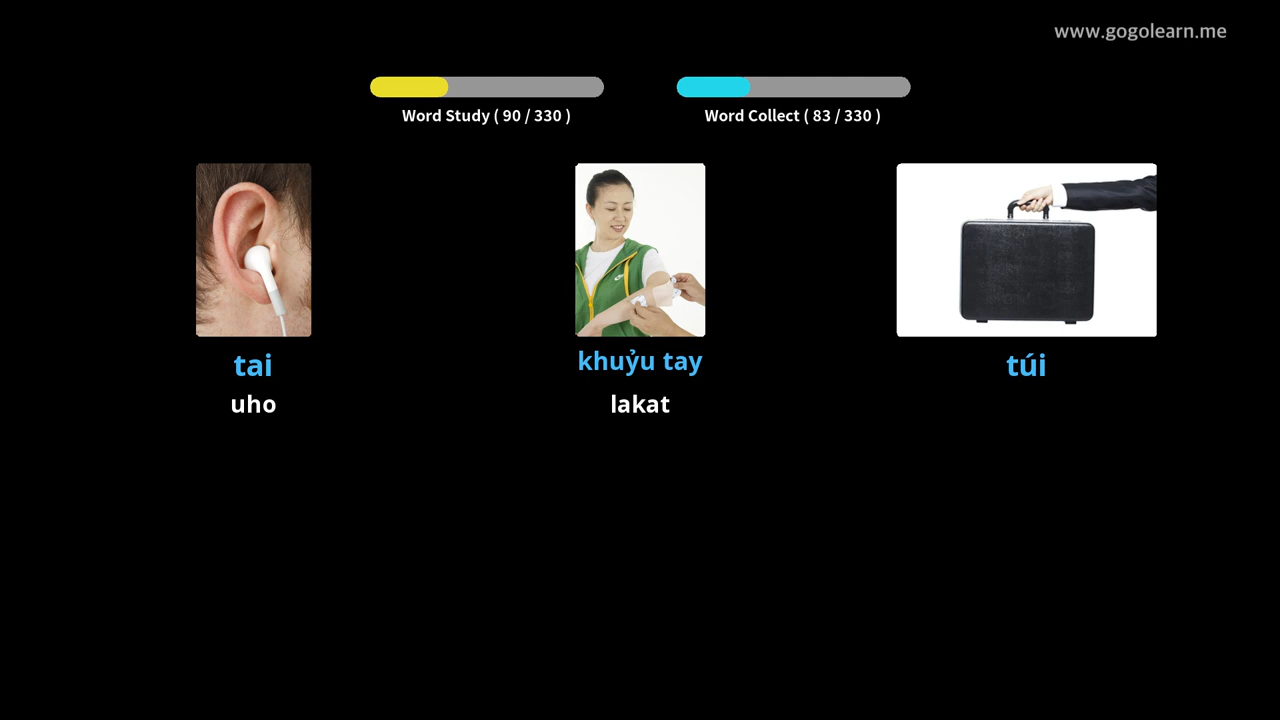 www.gogolearn.me
Word Study ( 90 / 330 )
Word Collect ( 83 / 330 )
tai
khuỷu tay
túi
uho
lakat